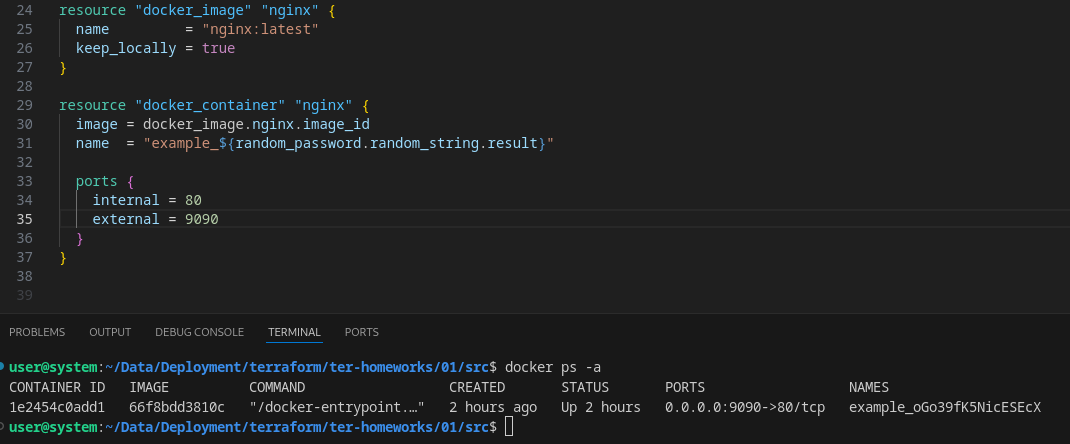 24 resource "docker_image" "nginx" {
25 name = "nginx:latest"
26 keep_locally = true
27 }
28
29 resource "docker_container" "nginx" {
30 image = docker_image.nginx.image_id
31 name = "example_${random_password.random_string.result}"
32
33 ports {
34 internal = 80
35 external = 9090
36 }
37 }
38
39
PROBLEMS OUTPUT DEBUG CONSOLE TERMINAL PORTS
user@system:~/Data/Deployment/terraform/ter-homeworks/01/src$ docker ps -a
CONTAINER ID IMAGE COMMAND CREATED STATUS PORTS NAMES
1e2454c0add1 66f8bdd3810c "/docker-entrypoint.…" 2 hours ago Up 2 hours 0.0.0.0:9090->80/tcp example_oGo39fK5NicESEcX
user@system:~/Data/Deployment/terraform/ter-homeworks/01/src$